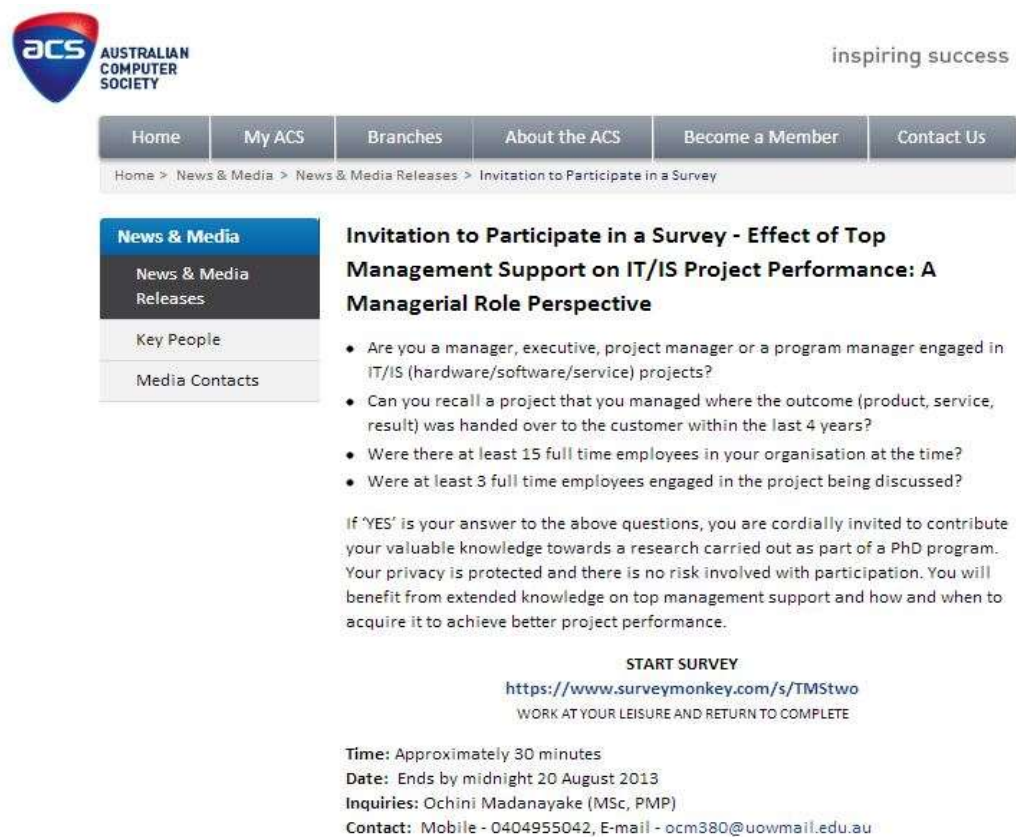 acs
AUSTRALIAN
COMPUTER
SOCIETY
inspiring success
Home My ACS Branches About the ACS Become a Member Contact Us
Home > News & Media > News & Media Releases > Invitation to Participate in a Survey
News & Media
News & Media
Releases
Key People
Media Contacts
Invitation to Participate in a Survey - Effect of Top
Management Support on IT/IS Project Performance: A
Managerial Role Perspective
• Are you a manager, executive, project manager or a program manager engaged in
IT/IS (hardware/software/service) projects?
• Can you recall a project that you managed where the outcome (product, service,
result) was handed over to the customer within the last 4 years?
• Were there at least 15 full time employees in your organisation at the time?
• Were at least 3 full time employees engaged in the project being discussed?
If ‘YES’ is your answer to the above questions, you are cordially invited to contribute
your valuable knowledge towards a research carried out as part of a PhD program.
Your privacy is protected and there is no risk involved with participation. You will
benefit from extended knowledge on top management support and how and when to
acquire it to achieve better project performance.
START SURVEY
https://www.surveymonkey.com/s/TMStwo
WORK AT YOUR LEISURE AND RETURN TO COMPLETE
Time: Approximately 30 minutes
Date: Ends by midnight 20 August 2013
Inquiries: Ochini Madanayake (MSc, PMP)
Contact: Mobile - 0404955042, E-mail - ocm380@uowmail.edu.au